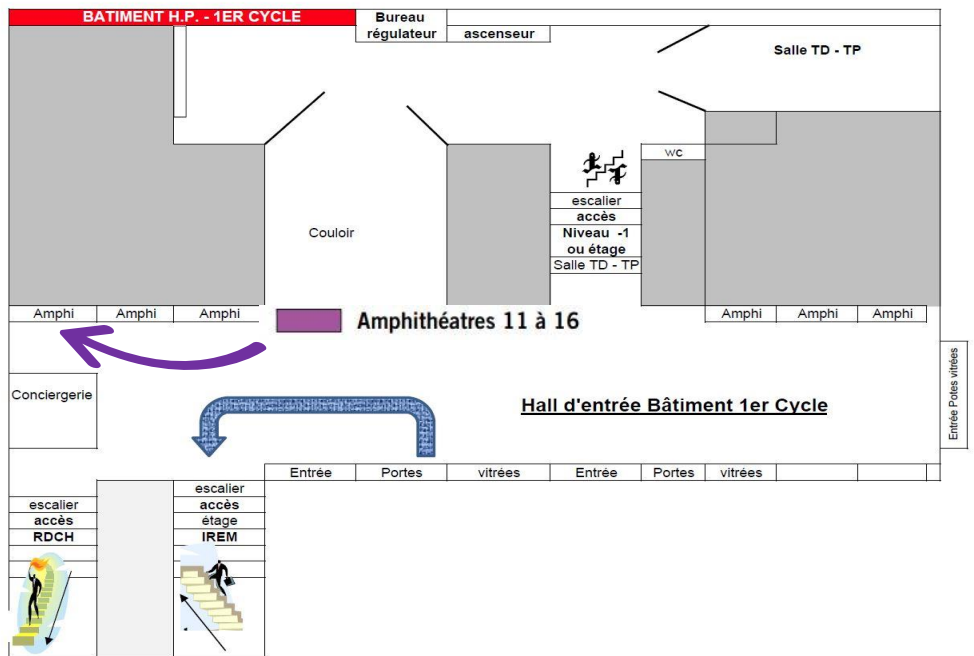 BATIMENT H.P. - 1ER CYCLE
Bureau
régulateur
ascenseur
Salle TD - TP
wc
escalier
accès
Niveau -1
ou étage
Salle TD - TP
Couloir
Amphi Amphi Amphi
Amphithéatres 11 à 16
Amphi Amphi Amphi
Conciergerie
Hall d'entrée Bâtiment 1er Cycle
Entrée Potes vitrées
Entrée Portes vitrées Entrée Portes vitrées
escalier
accès
RDCH
escalier
accès
étage
IREM